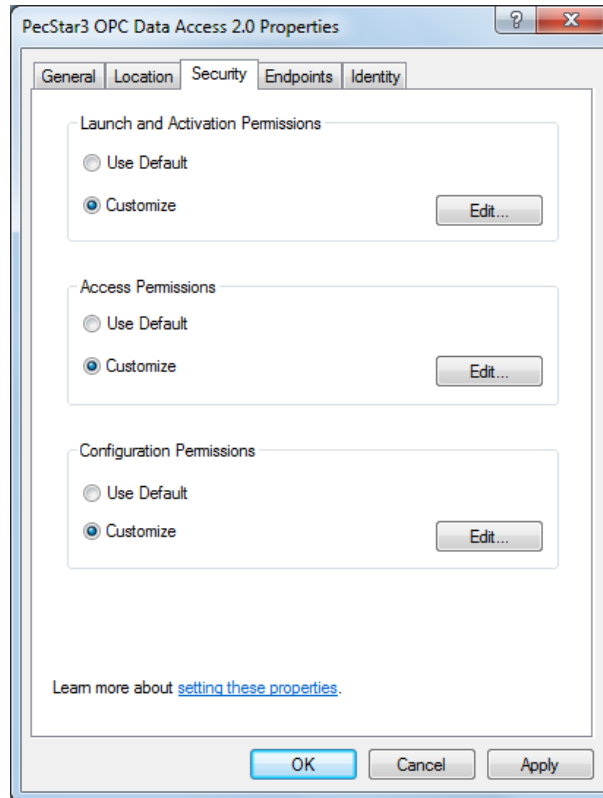 PecStar3 OPC Data Access 2.0 Properties
General Location Security Endpoints Identity
Launch and Activation Permissions
Use Default
Customize
Edit...
Access Permissions
Use Default
Customize
Edit...
Configuration Permissions
Use Default
Customize
Edit...
Learn more about setting these properties.
OK Cancel Apply